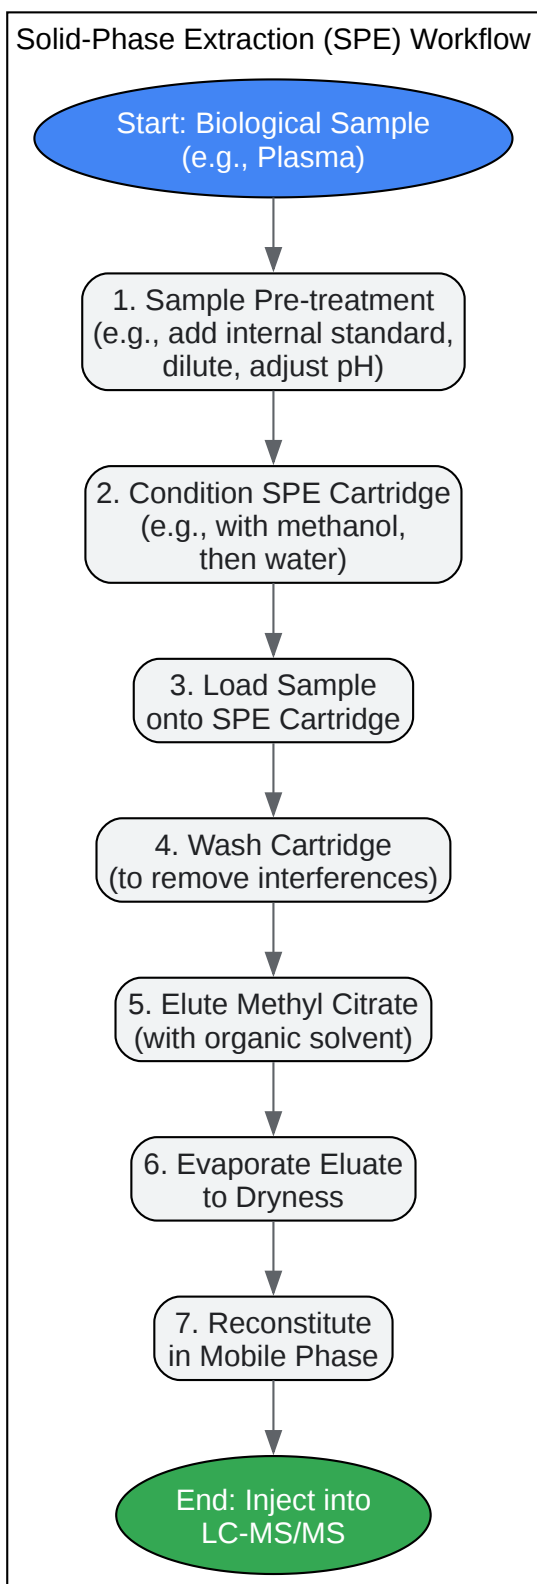 Solid-Phase Extraction (SPE) Workflow
Start: Biological Sample
(e.g., Plasma)
1. Sample Pre-treatment
(e.g., add internal standard,
dilute, adjust pH)
2. Condition SPE Cartridge
(e.g., with methanol,
then water)
3. Load Sample
onto SPE Cartridge
4. Wash Cartridge
(to remove interferences)
5. Elute Methyl Citrate
(with organic solvent)
6. Evaporate Eluate
to Dryness
7. Reconstitute
in Mobile Phase
End: Inject into
LC-MS/MS